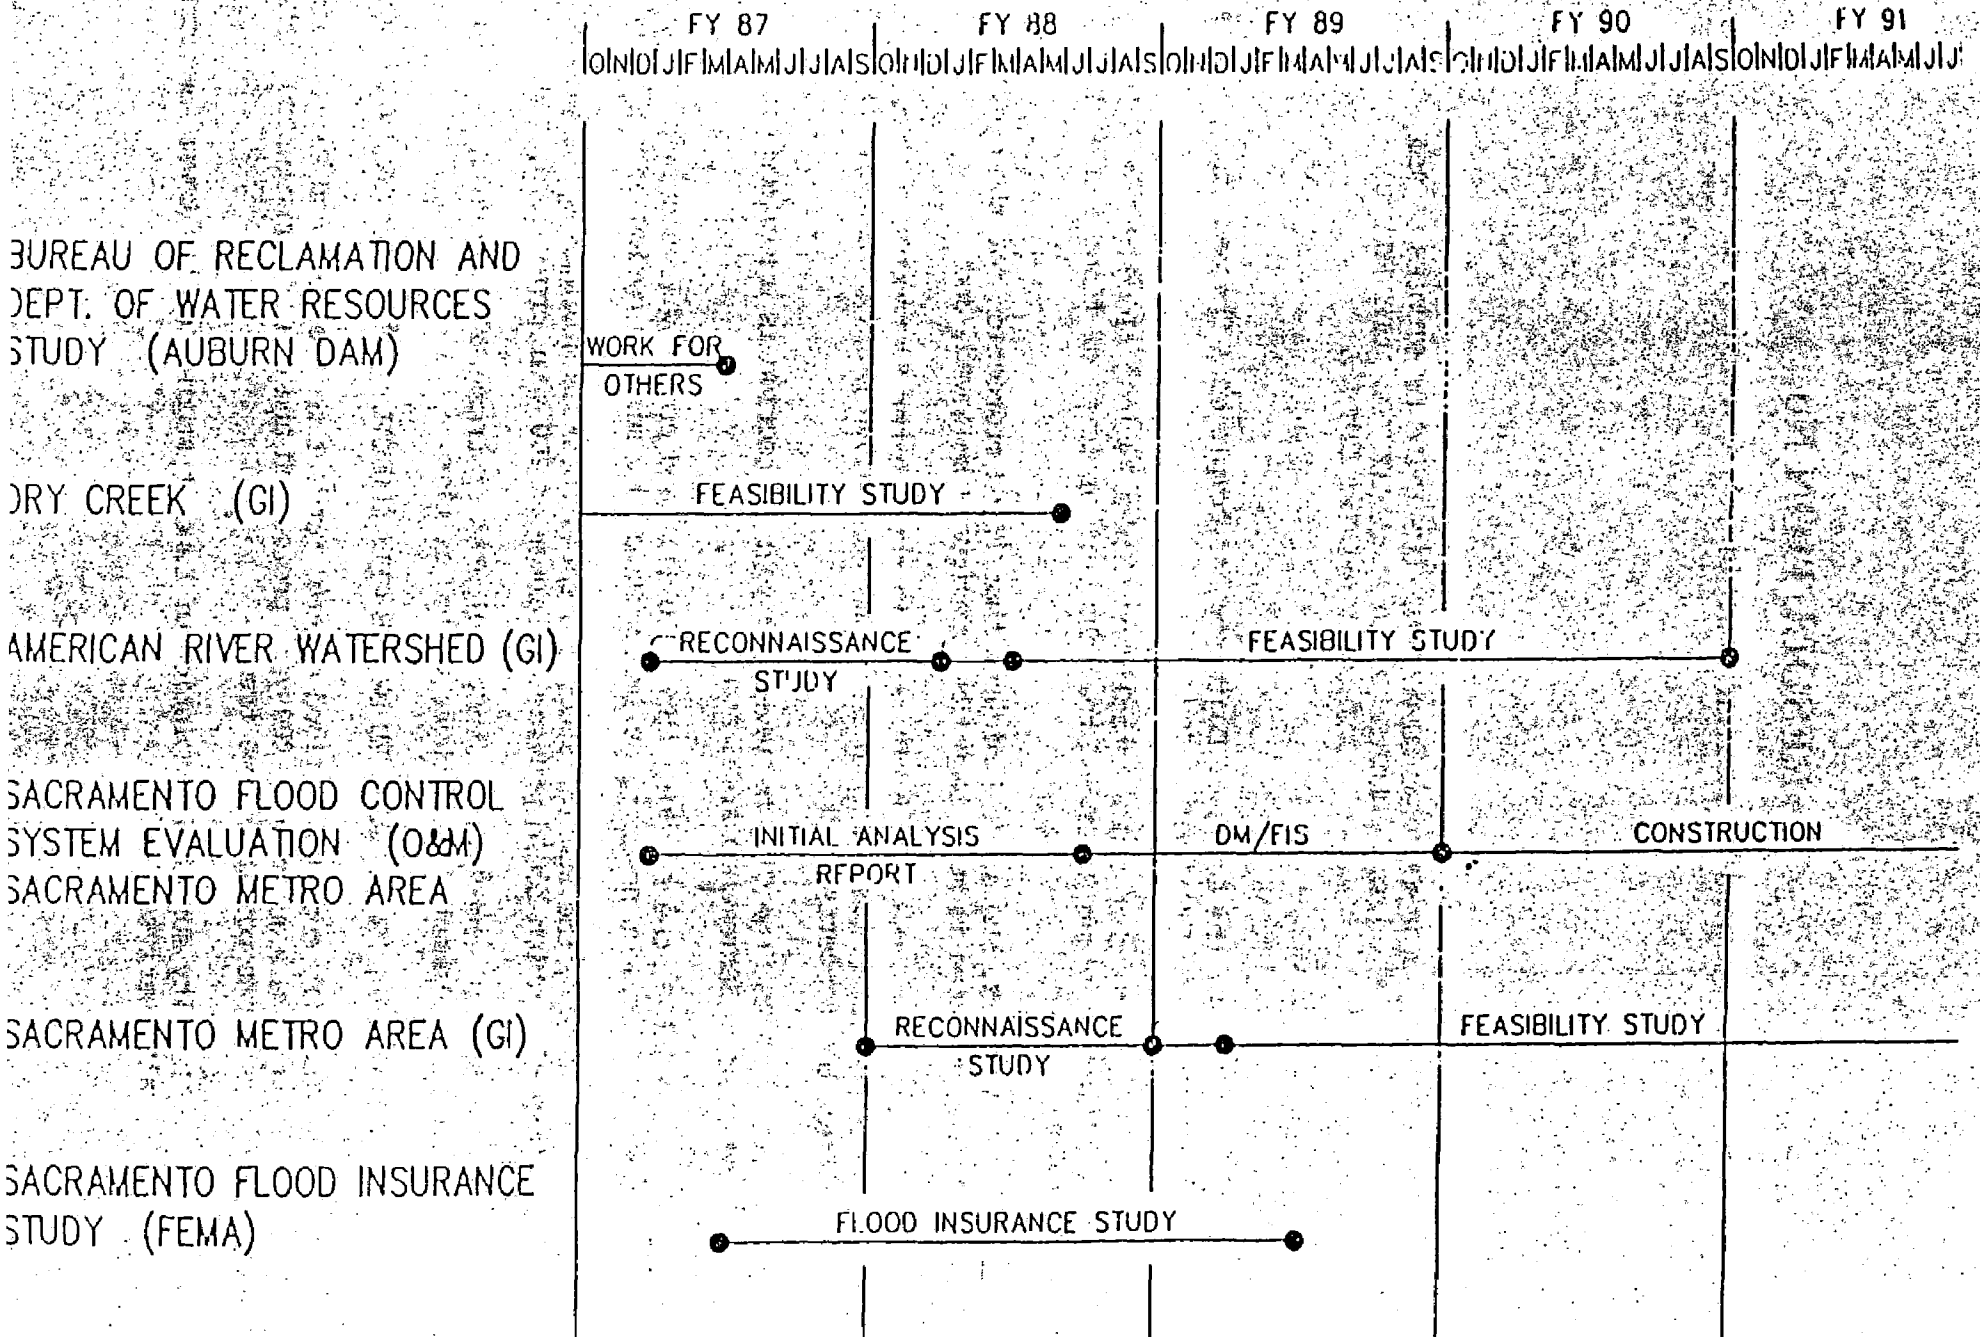 FY 87 FY 88 FY 89 FY 90 FY 91
|O|N|D|J|F|M|A|M|J|J|A|S|O|N|D|J|F|M|A|M|J|J|A|S|O|N|D|J|F|M|A|M|J|J|A|S|O|N|D|J|F|M|A|M|J|J|A|S|O|N|D|J|F|M|A|M|J|J
BUREAU OF RECLAMATION AND
DEPT. OF WATER RESOURCES
STUDY (AUBURN DAM)
WORK FOR
OTHERS
DRY CREEK (GI)
FEASIBILITY STUDY
AMERICAN RIVER WATERSHED (GI)
RECONNAISSANCE
STUDY
FEASIBILITY STUDY
SACRAMENTO FLOOD CONTROL
SYSTEM EVALUATION (O&M)
SACRAMENTO METRO AREA
INITIAL ANALYSIS
REPORT
DM/FIS
CONSTRUCTION
SACRAMENTO METRO AREA (GI)
RECONNAISSANCE
STUDY
FEASIBILITY STUDY
SACRAMENTO FLOOD INSURANCE
STUDY (FEMA)
FLOOD INSURANCE STUDY